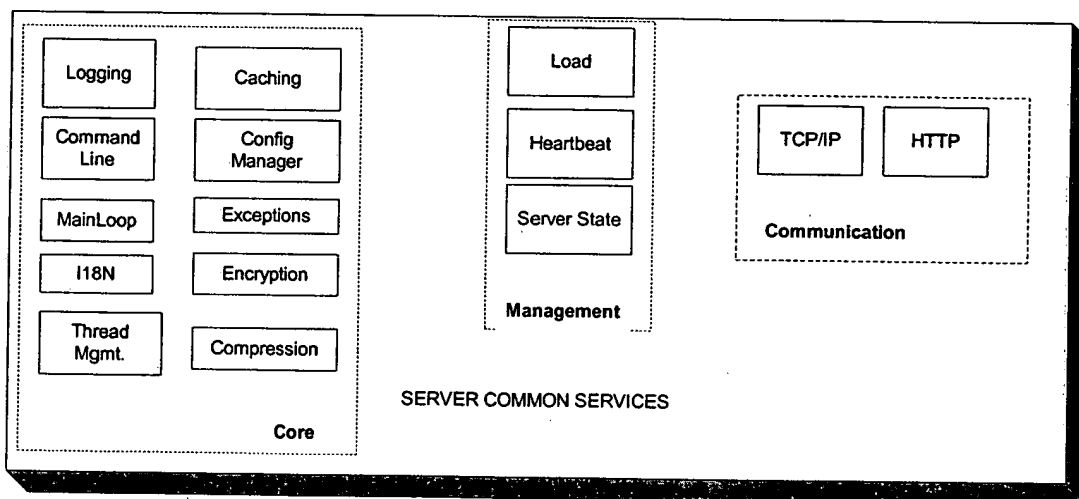 Logging
Caching
Command
Line
Config
Manager
MainLoop
Exceptions
I18N
Encryption
Thread
Mgmt.
Compression
Core
Load
Heartbeat
Server State
Management
TCP/IP
HTTP
Communication
SERVER COMMON SERVICES